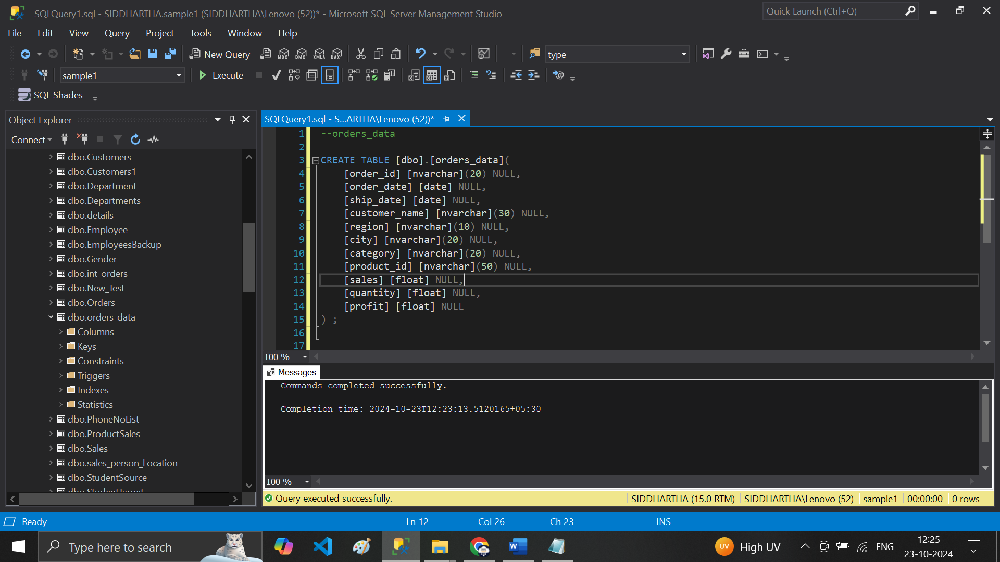 SQLQuery1.sql - SIDDHARTHA.sample1 (SIDDHARTHA\Lenovo (52))* - Microsoft SQL Server Management Studio
Quick Launch (Ctrl+Q)
File Edit View Query Project Tools Window Help
New Query MDX DMX XMLA DAX type
sample1 Execute
SQL Shades
Object Explorer
Connect
dbo.Customers
dbo.Customers1
dbo.Department
dbo.Departments
dbo.details
dbo.Employee
dbo.EmployeesBackup
dbo.Gender
dbo.int_orders
dbo.New_Test
dbo.Orders
dbo.orders_data
Columns
Keys
Constraints
Triggers
Indexes
Statistics
dbo.PhoneNoList
dbo.ProductSales
dbo.Sales
dbo.sales_person_Location
dbo.StudentSource
dbo.StudentTarget
SQLQuery1.sql - S...ARTHA\Lenovo (52))*
1 --orders_data
2
3 CREATE TABLE [dbo].[orders_data](
4 [order_id] [nvarchar](20) NULL,
5 [order_date] [date] NULL,
6 [ship_date] [date] NULL,
7 [customer_name] [nvarchar](30) NULL,
8 [region] [nvarchar](10) NULL,
9 [city] [nvarchar](20) NULL,
10 [category] [nvarchar](20) NULL,
11 [product_id] [nvarchar](50) NULL,
12 [sales] [float] NULL,
13 [quantity] [float] NULL,
14 [profit] [float] NULL
15 ) ;
16
17
100 %
Messages
Commands completed successfully.
Completion time: 2024-10-23T12:23:13.5120165+05:30
100 %
Query executed successfully. SIDDHARTHA (15.0 RTM) SIDDHARTHA\Lenovo (52) sample1 00:00:00 0 rows
Ready Ln 12 Col 26 Ch 23 INS
Type here to search
UV High UV ENG
12:25
23-10-2024